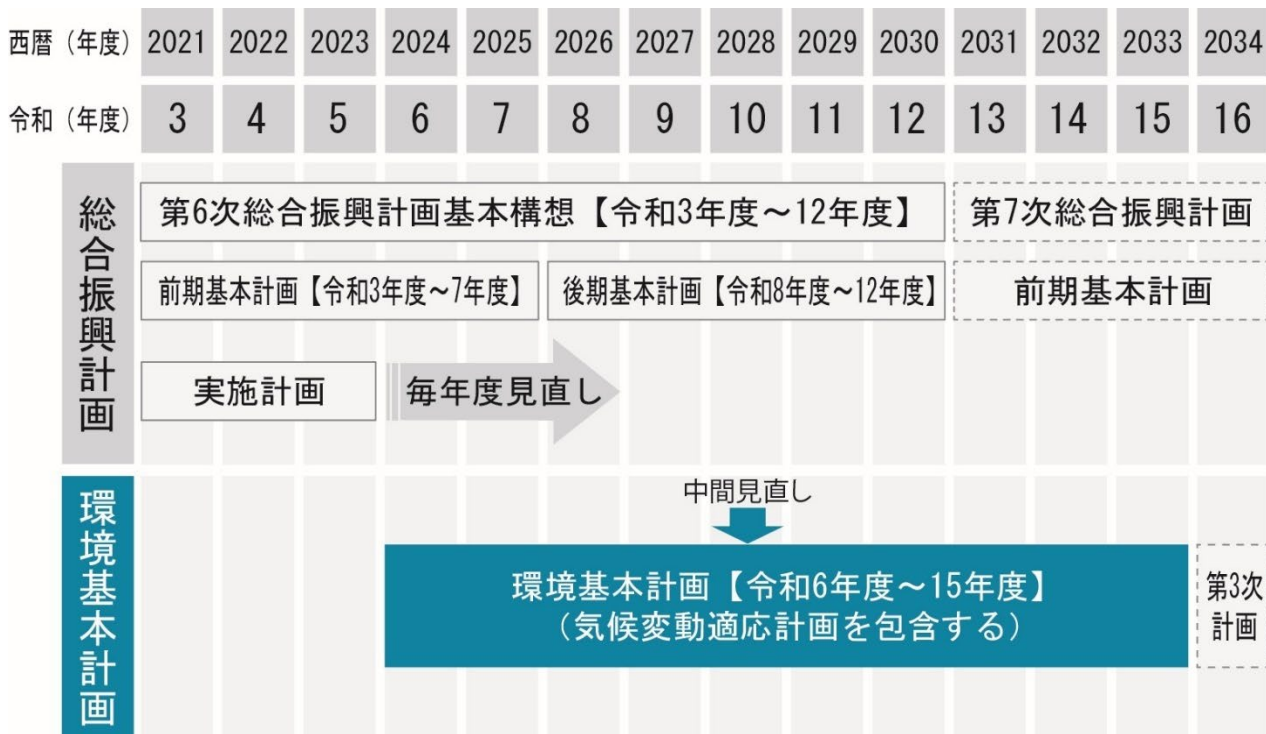 西暦（年度） 2021 2022 2023 2024 2025 2026 2027 2028 2029 2030 2031 2032 2033 2034
令和（年度） 3 4 5 6 7 8 9 10 11 12 13 14 15 16
総合振興計画
第6次総合振興計画基本構想【令和3年度～12年度】 第7次総合振興計画
前期基本計画【令和3年度～7年度】 後期基本計画【令和8年度～12年度】 前期基本計画
実施計画 毎年度見直し
環境基本計画
中間見直し
環境基本計画【令和6年度～15年度】
（気候変動適応計画を包含する）
第3次
計画